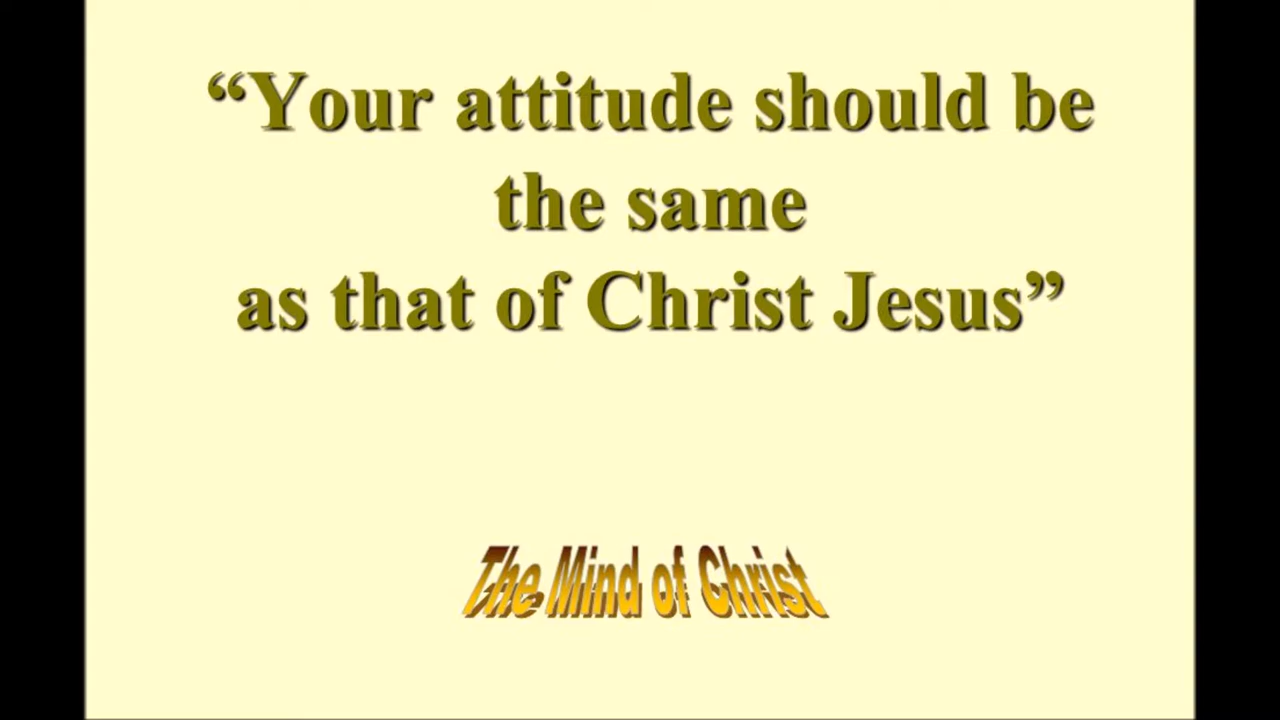 “Your attitude should be
the same
as that of Christ Jesus”
The Mind of Christ